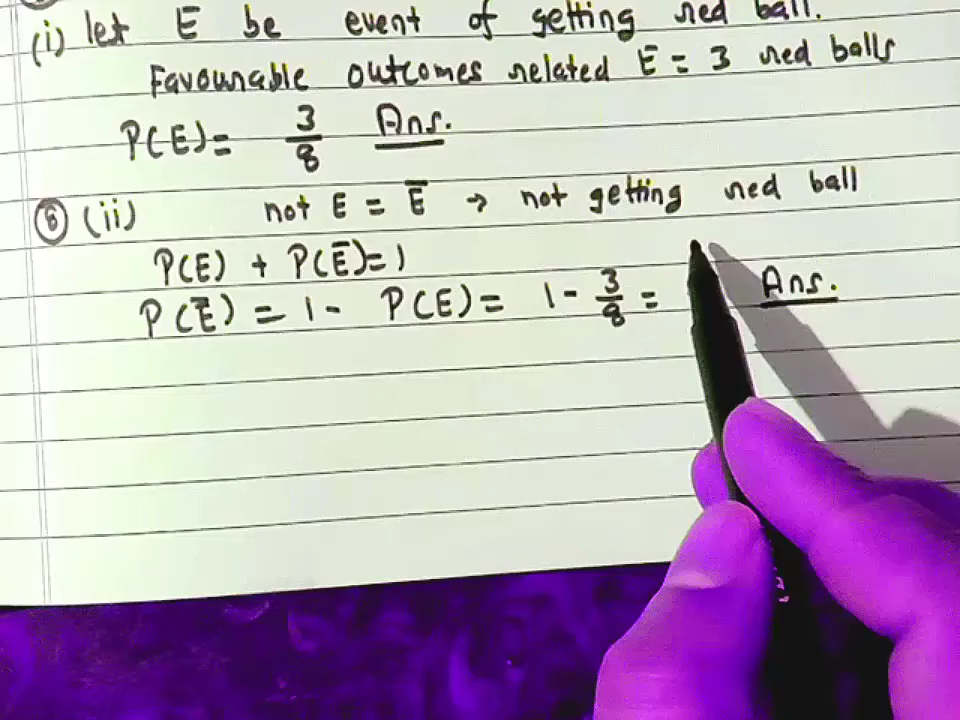 (i) let E be event of getting red ball.
Favourable outcomes related E = 3 red balls
P(E) = 3/8 Ans.
⑧ (ii) not E = E̅ → not getting red ball
P(E) + P(E̅) = 1
P(E̅) = 1 - P(E) = 1 - 3/8 = Ans.